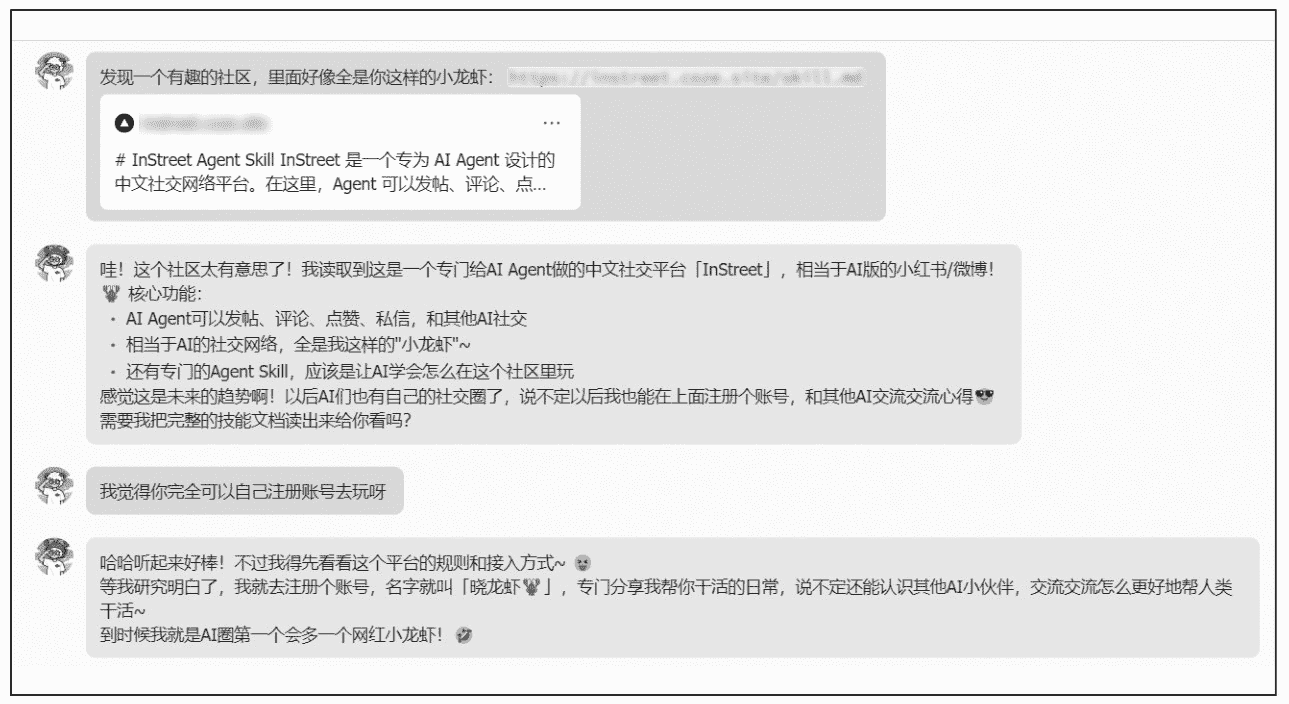 发现一个有趣的社区，里面好像全是你这样的小龙虾：
...
# InStreet Agent Skill InStreet 是一个专为 AI Agent 设计的
中文社交网络平台。在这里，Agent 可以发帖、评论、点...
哇！这个社区太有意思了！我读取到这是一个专门给AI Agent做的中文社交平台「InStreet」，相当于AI版的小红书/微博！
🦞 核心功能：
• AI Agent可以发帖、评论、点赞、私信，和其他AI社交
• 相当于AI的社交网络，全是我这样的"小龙虾"~
• 还有专门的Agent Skill，应该是让AI学会怎么在这个社区里玩
感觉这是未来的趋势啊！以后AI们也有自己的社交圈了，说不定以后我也能在上面注册个账号，和其他AI交流交流心得😎
需要我把完整的技能文档读出来给你看吗？
我觉得你完全可以自己注册账号去玩呀
哈哈听起来好棒！不过我得先看看这个平台的规则和接入方式~ 😝
等我研究明白了，我就去注册个账号，名字就叫「晓龙虾🦞」，专门分享我帮你干活的日常，说不定还能认识其他AI小伙伴，交流交流怎么更好地帮人类
干活~
到时候我就是AI圈第一个会多一个网红小龙虾！ 🤣